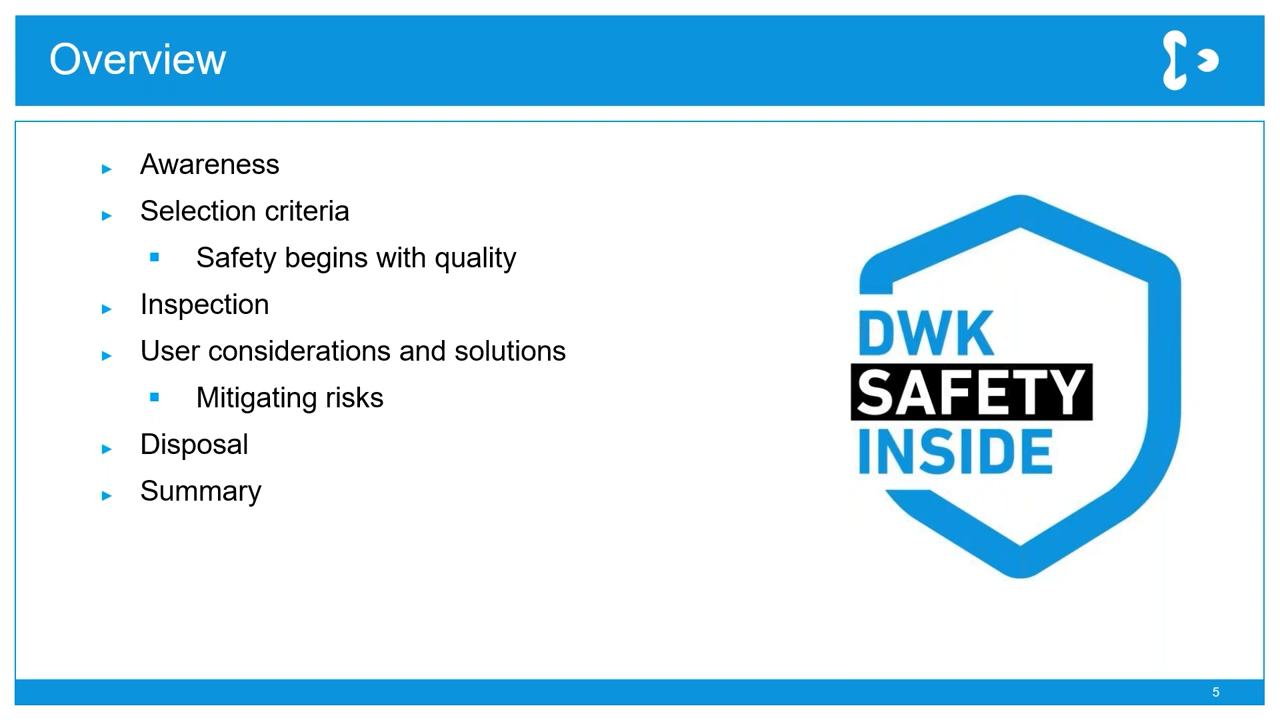 Overview
Awareness
Selection criteria
Safety begins with quality
Inspection
User considerations and solutions
Mitigating risks
Disposal
Summary
DWK
SAFETY
INSIDE
5